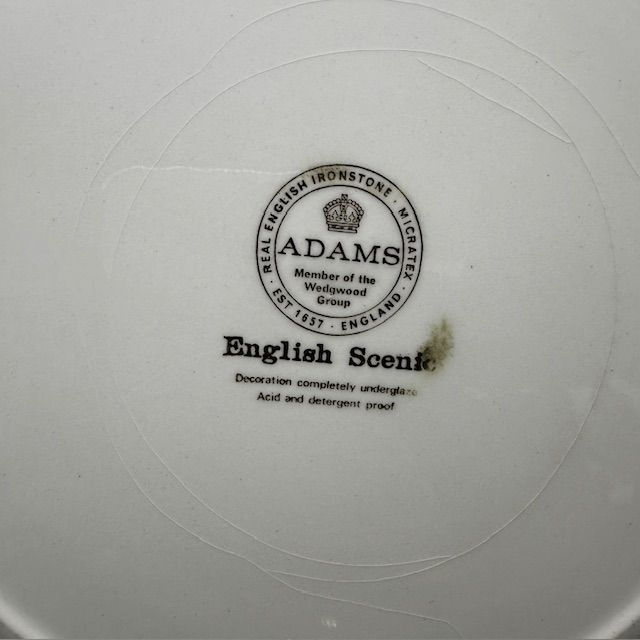 REAL ENGLISH IRONSTONE · MICRATEX
ADAMS
Member of the
Wedgwood
Group
· EST 1657 · ENGLAND ·
English Scenic
Decoration completely underglaze
Acid and detergent proof